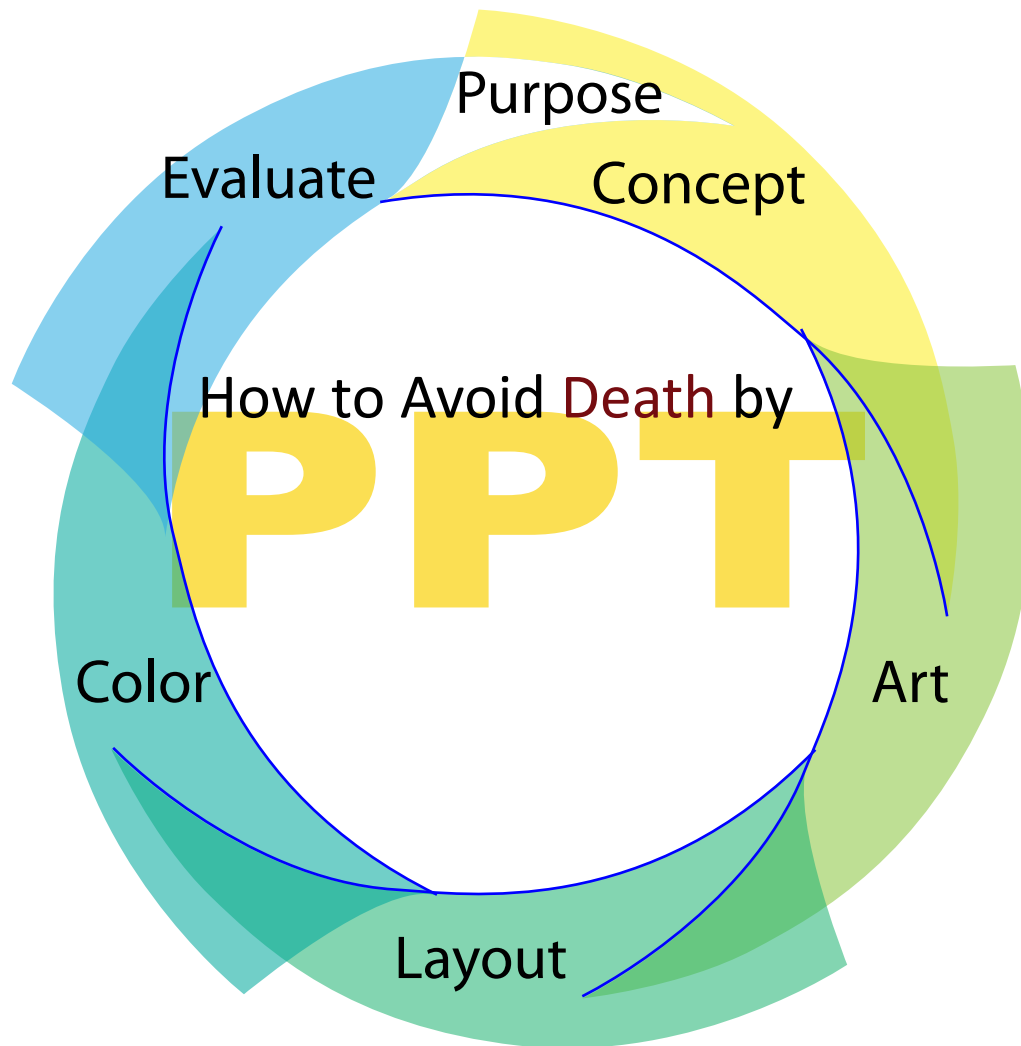 Purpose
Evaluate
Concept
How to Avoid Death by
PPT
Color
Art
Layout